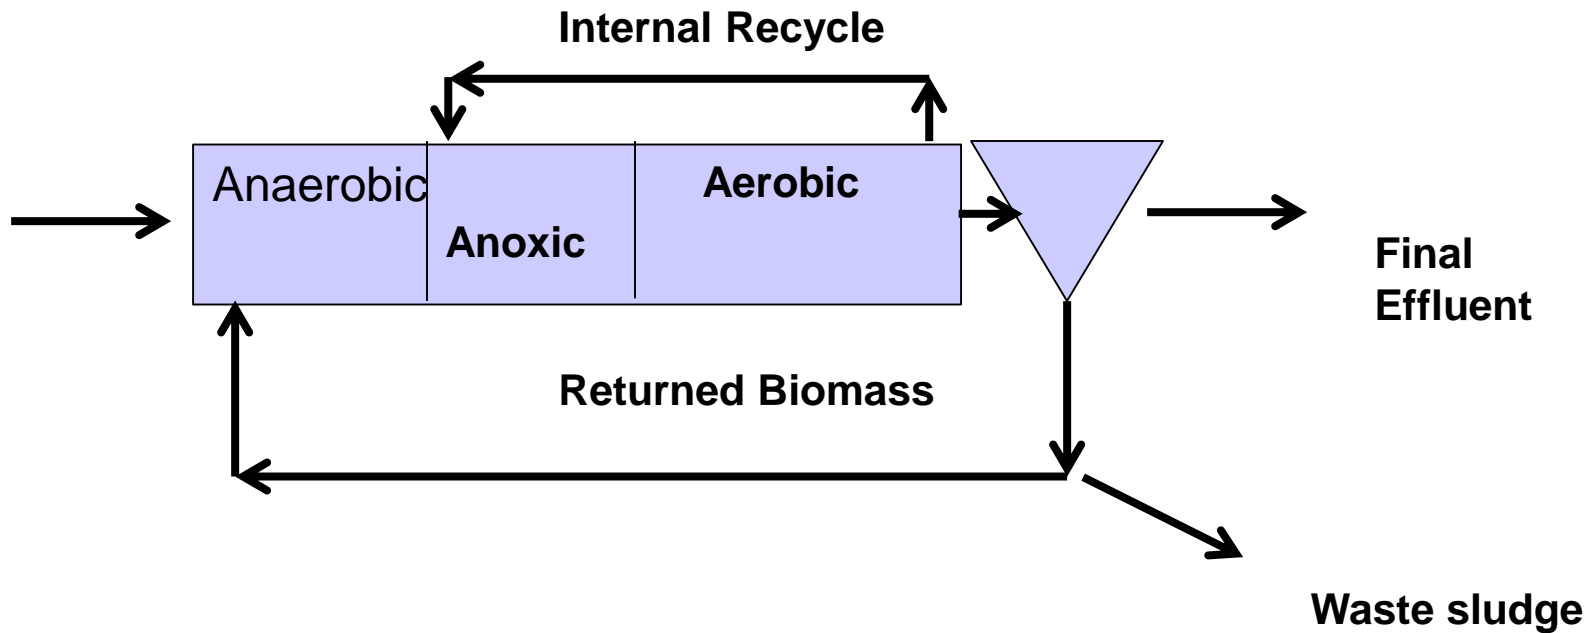 Internal Recycle
Anaerobic
Aerobic
Anoxic
Final
Effluent
Returned Biomass
Waste sludge